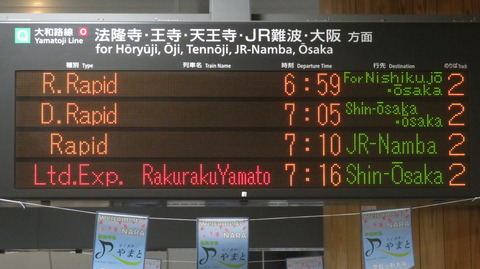 Q 大和路線 法隆寺・王寺・天王寺・JR難波・大阪 方面
Yamatoji Line for Hōryūji, Ōji, Tennōji, JR-Namba, Ōsaka
種別 Type 列車名 Train Name 時刻 Departure Time 行先 Destination のりば Track
R.Rapid 6:59 For Nishikujō・ōsaka 2
D.Rapid 7:05 Shin-ōsaka・ōsaka 2
Rapid 7:10 JR-Namba 2
Ltd.Exp. RakurakuYamato 7:16 Shin-Ōsaka 2
NARA
やまと
NARA
やまと
NARA
やまと